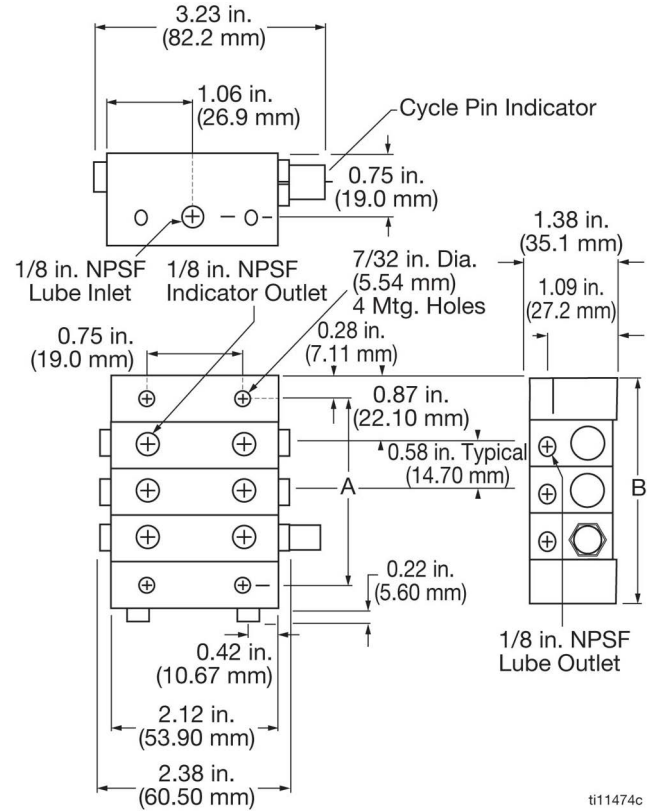 3.23 in.
(82.2 mm)
1.06 in.
(26.9 mm)
Cycle Pin Indicator
0.75 in.
(19.0 mm)
1.38 in.
(35.1 mm)
1/8 in. NPSF
Lube Inlet
1/8 in. NPSF
Indicator Outlet
7/32 in. Dia.
(5.54 mm)
4 Mtg. Holes
1.09 in.
(27.2 mm)
0.75 in.
(19.0 mm)
0.28 in.
(7.11 mm)
0.87 in.
(22.10 mm)
0.58 in. Typical
(14.70 mm)
A
B
0.22 in.
(5.60 mm)
0.42 in.
(10.67 mm)
1/8 in. NPSF
Lube Outlet
2.12 in.
(53.90 mm)
2.38 in.
(60.50 mm)
ti11474c